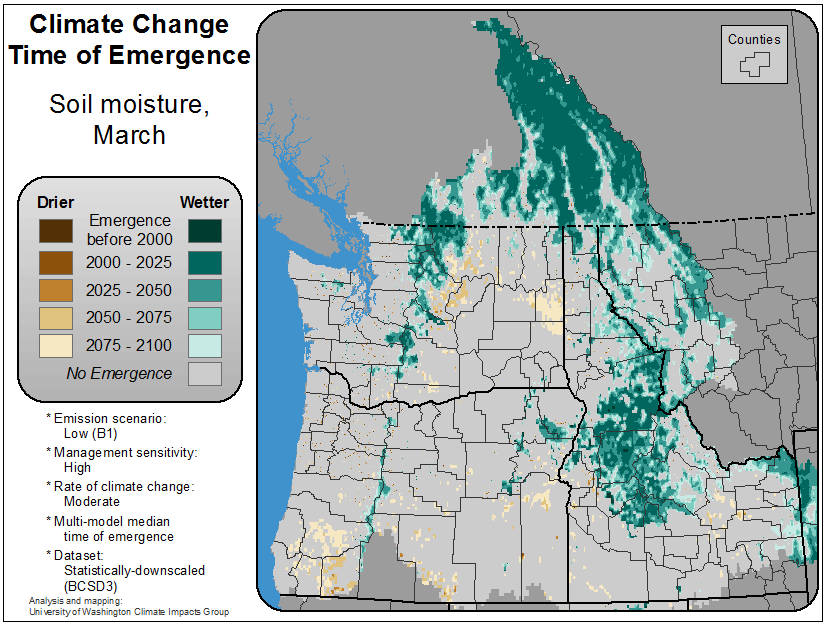 Climate Change
Time of Emergence
Soil moisture,
March
Drier
Wetter
Emergence
before 2000
2000 - 2025
2025 - 2050
2050 - 2075
2075 - 2100
No Emergence
* Emission scenario:
Low (B1)
* Management sensitivity:
High
* Rate of climate change:
Moderate
* Multi-model median
time of emergence
* Dataset:
Statistically-downscaled
(BCSD3)
Analysis and mapping:
University of Washington Climate Impacts Group
Counties